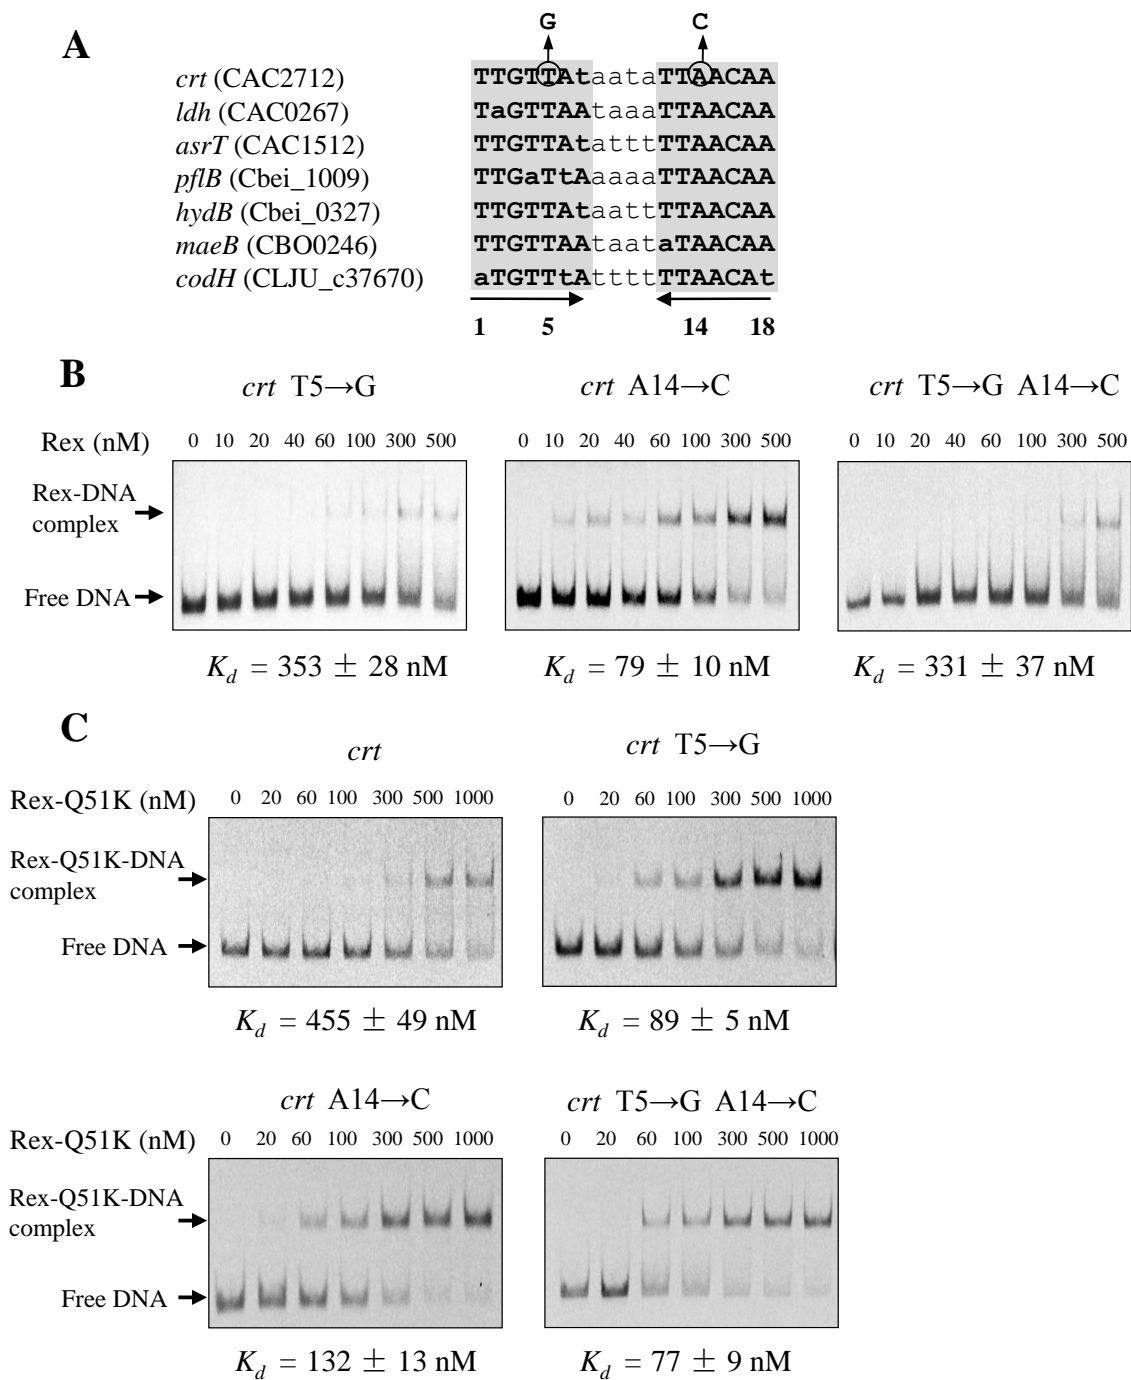 A
G C
crt (CAC2712) TTGTTAtaataTTAACAA
ldh (CAC0267) TaGTTAAtaaaTTAACAA
asrT (CAC1512) TTGTTAtatttTTAACAA
pflB (Cbei_1009) TTGaTtAaaaaTTAACAA
hydB (Cbei_0327) TTGTTAtaattTTAACAA
maeB (CBO0246) TTGTTAAtaataTAACAA
codH (CLJU_c37670) aTGTTtAttttTTAACAt
1 5 14 18
B
crt T5→G crt A14→C crt T5→G A14→C
Rex (nM) 0 10 20 40 60 100 300 500 0 10 20 40 60 100 300 500 0 10 20 40 60 100 300 500
Rex-DNA
complex
Free DNA
Kd = 353 ± 28 nM Kd = 79 ± 10 nM Kd = 331 ± 37 nM
C
crt crt T5→G
Rex-Q51K (nM) 0 20 60 100 300 500 1000 0 20 60 100 300 500 1000
Rex-Q51K-DNA
complex
Free DNA
Kd = 455 ± 49 nM Kd = 89 ± 5 nM
crt A14→C crt T5→G A14→C
Rex-Q51K (nM) 0 20 60 100 300 500 1000 0 20 60 100 300 500 1000
Rex-Q51K-DNA
complex
Free DNA
Kd = 132 ± 13 nM Kd = 77 ± 9 nM